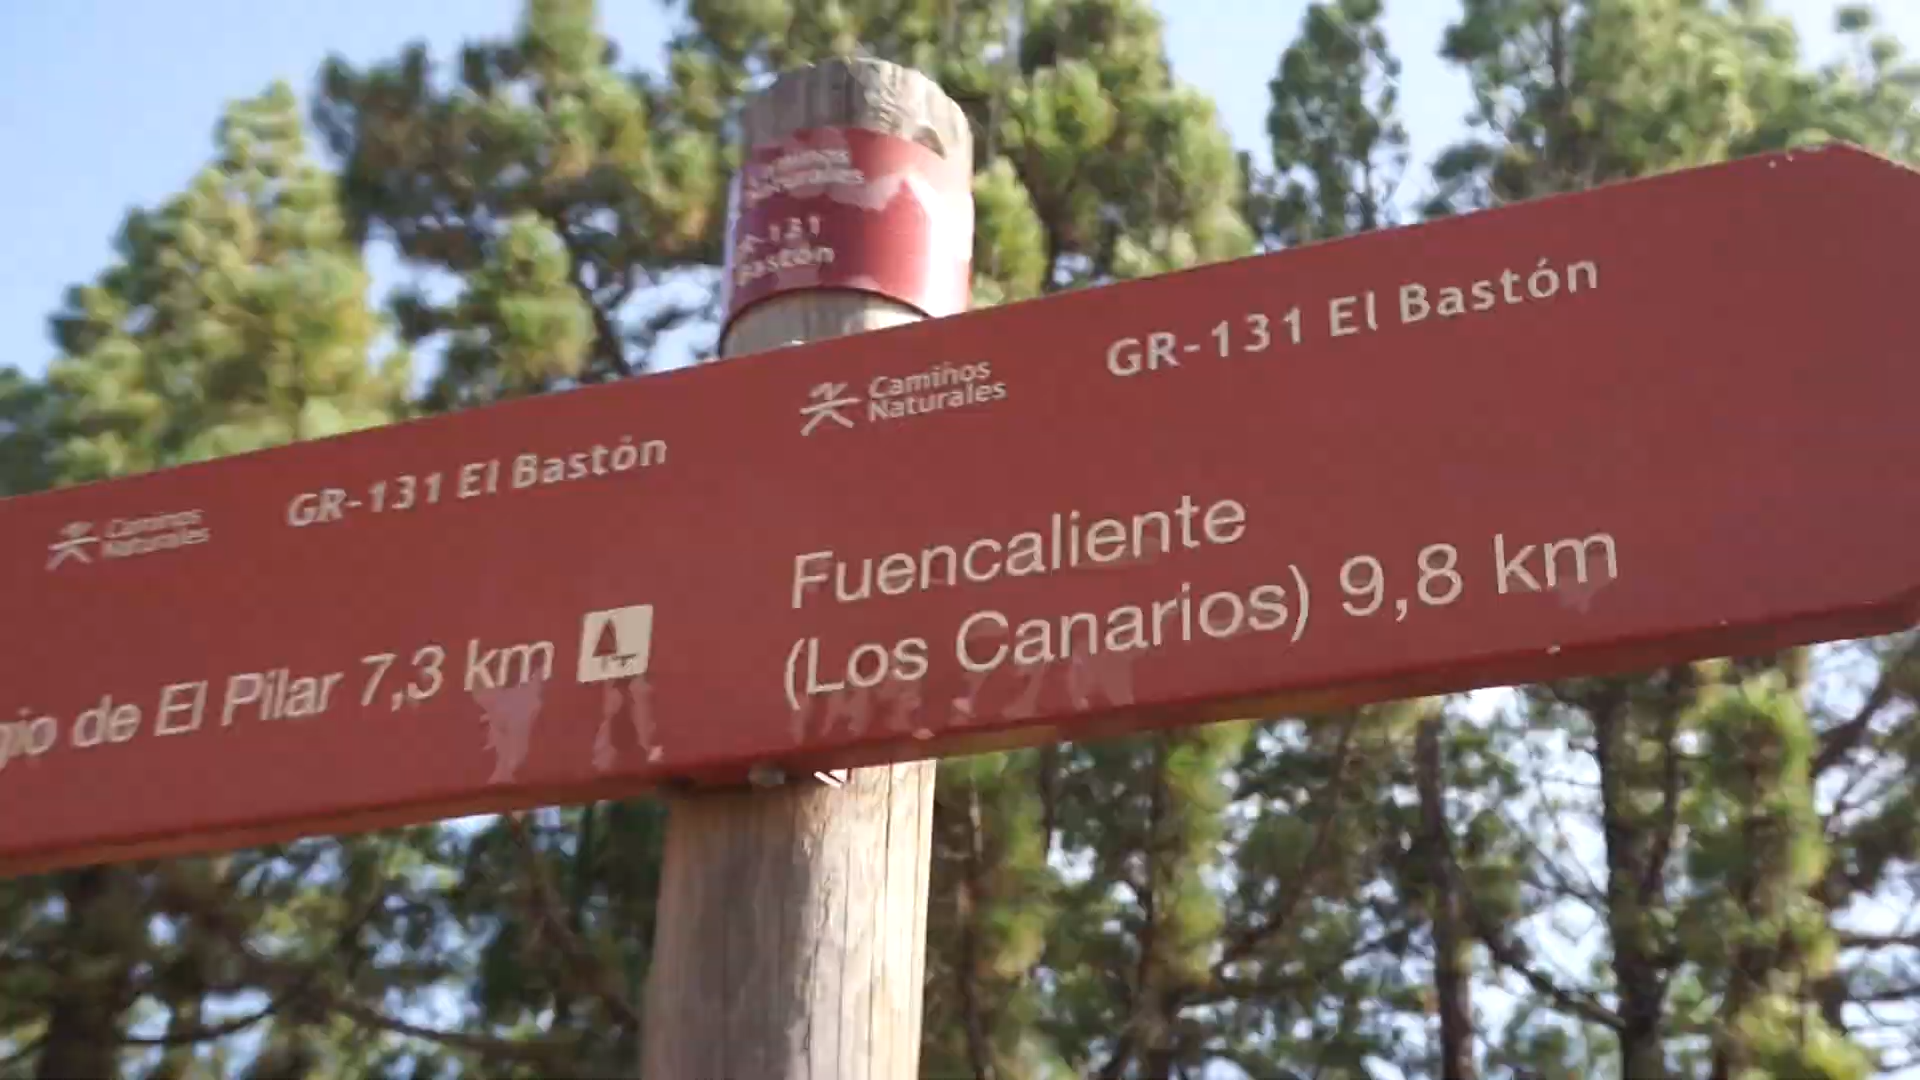 Caminos
Naturales
GR-131
Bastón
Caminos
Naturales
GR-131 El Bastón
de El Pilar 7,3 km
Caminos
Naturales
GR-131 El Bastón
Fuencaliente
(Los Canarios) 9,8 km